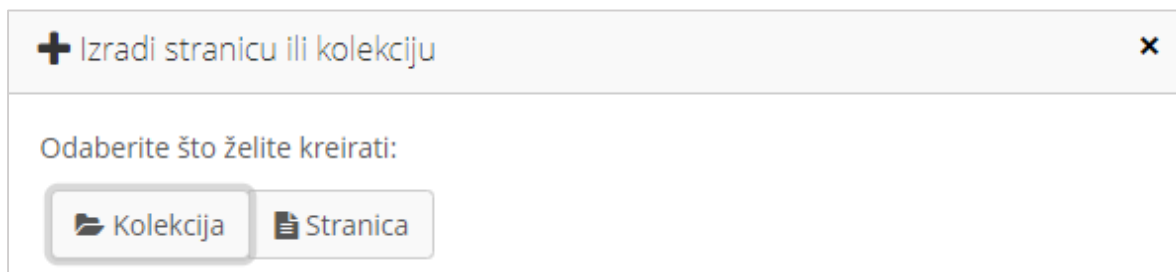 Izradi stranicu ili kolekciju
Odaberite što želite kreirati:
Kolekcija Stranica